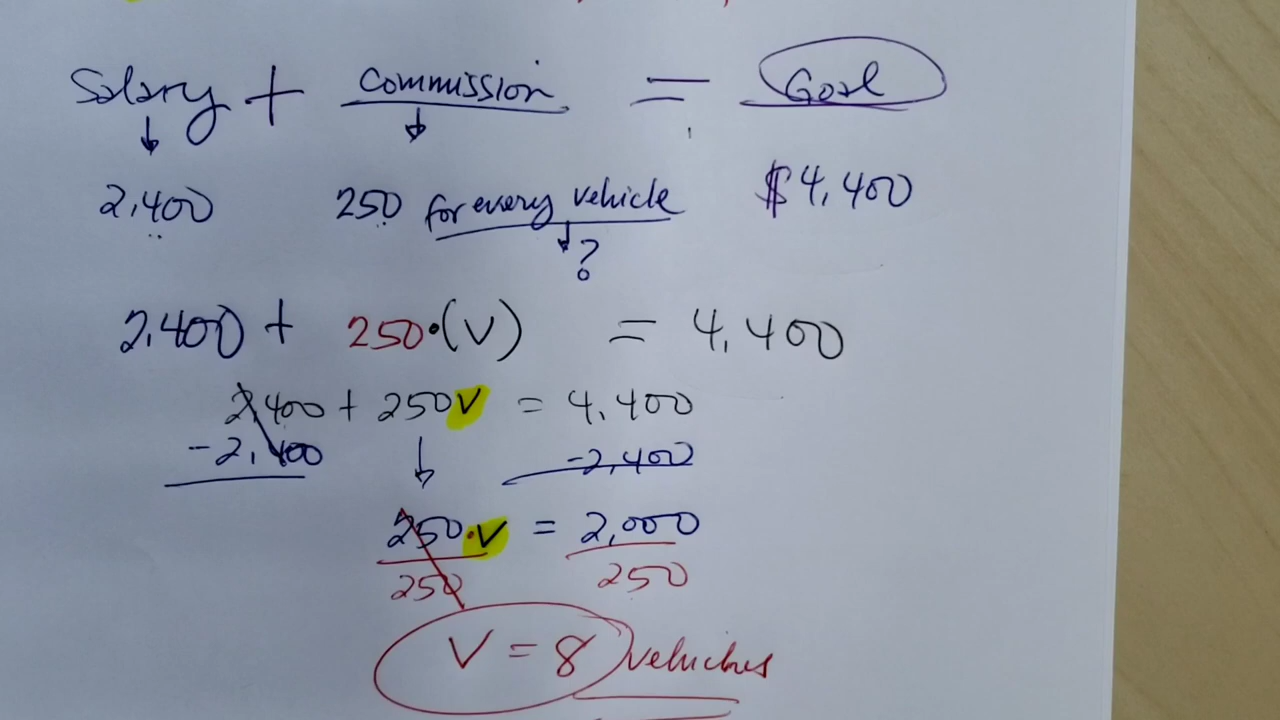 Salary + Commission = Goal
2,400 250 for every vehicle $4,400
?
2,400 + 250·(V) = 4,400
2,400 + 250V = 4,400
-2,400 -2,400
250·V = 2,000
250 250
V = 8 vehicles